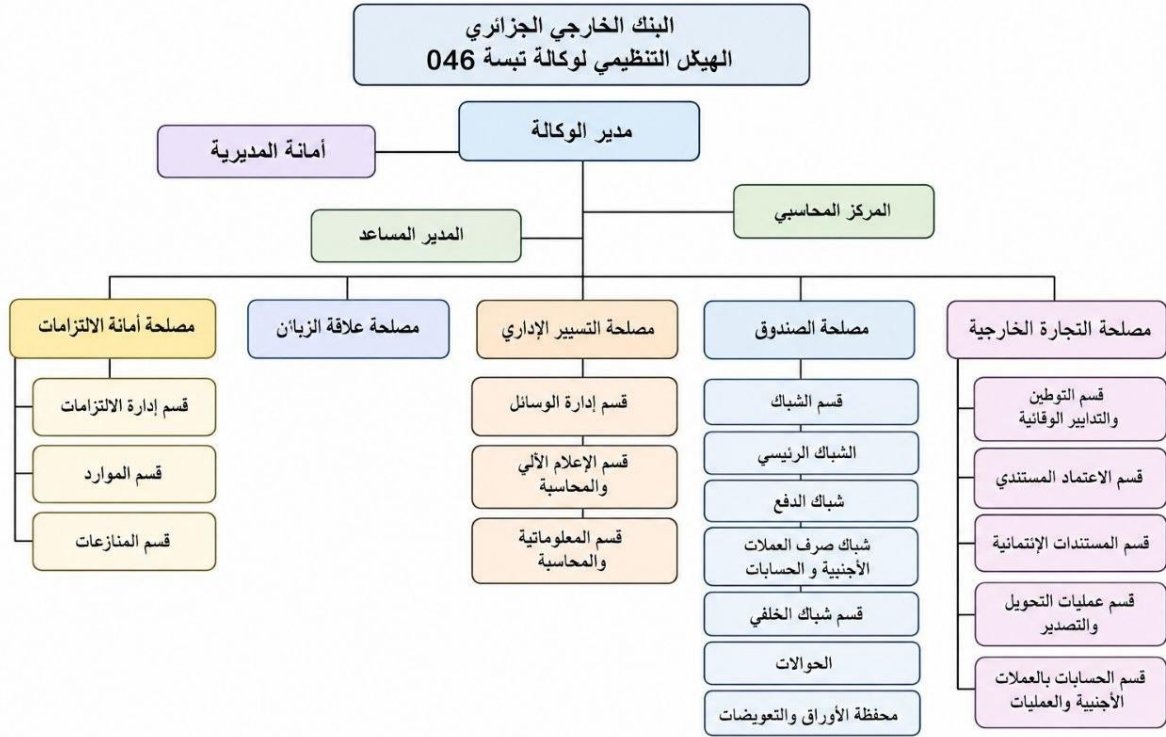 البنك الخارجي الجزائري
الهيكل التنظيمي لوكالة تبسة 046
مدير الوكالة
أمانة المديرية
المركز المحاسبي
المدير المساعد
مصلحة التجارة الخارجية
قسم التوطين
والتدابير الوقائية
قسم الاعتماد المستندي
قسم المستندات الإئتمانية
قسم عمليات التحويل
والتصدير
قسم الحسابات بالعملات
الأجنبية والعمليات
مصلحة الصندوق
قسم الشباك
الشباك الرئيسي
شباك الدفع
شباك صرف العملات
الأجنبية و الحسابات
قسم شباك الخلفي
الحوالات
محفظة الأوراق والتعويضات
مصلحة التسيير الإداري
قسم إدارة الوسائل
قسم الإعلام الألي
والمحاسبة
قسم المعلوماتية
والمحاسبة
مصلحة علاقة الزبائن
مصلحة أمانة الالتزامات
قسم إدارة الالتزامات
قسم الموارد
قسم المنازعات